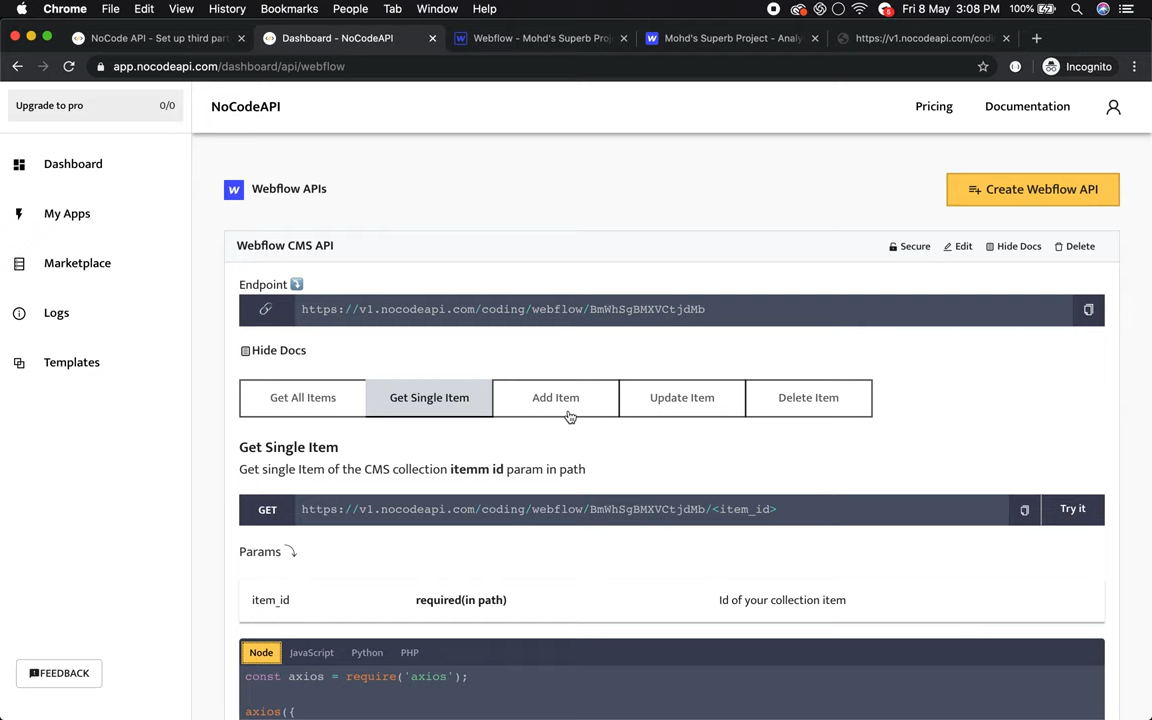 Chrome File Edit View History Bookmarks People Tab Window Help 5 Fri 8 May 3:08 PM 100%
NoCode API - Set up third part Dashboard - NoCodeAPI Webflow - Mohd's Superb Proj Mohd's Superb Project - Analy https://v1.nocodeapi.com/codi
app.nocodeapi.com/dashboard/api/webflow Incognito
Upgrade to pro 0/0
NoCodeAPI Pricing Documentation
Dashboard
My Apps
Marketplace
Logs
Templates
FEEDBACK
W Webflow APIs Create Webflow API
Webflow CMS API Secure Edit Hide Docs Delete
Endpoint
https://v1.nocodeapi.com/coding/webflow/BmWhSgBMXVCtjdMb
Hide Docs
Get All Items Get Single Item Add Item Update Item Delete Item
Get Single Item
Get single Item of the CMS collection itemm id param in path
GET https://v1.nocodeapi.com/coding/webflow/BmWhSgBMXVCtjdMb/<item_id> Try it
Params
item_id required(in path) Id of your collection item
Node JavaScript Python PHP
const axios = require('axios');
axios({